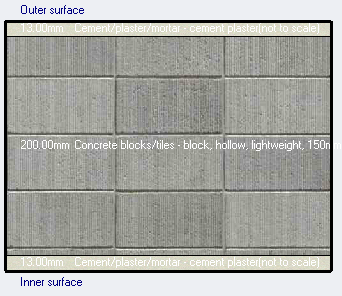 Outer surface
13.00mm Cement/plaster/mortar - cement plaster(not to scale)
200.00mm Concrete blocks/tiles - block, hollow, lightweight, 150mm
13.00mm Cement/plaster/mortar - cement plaster(not to scale)
Inner surface